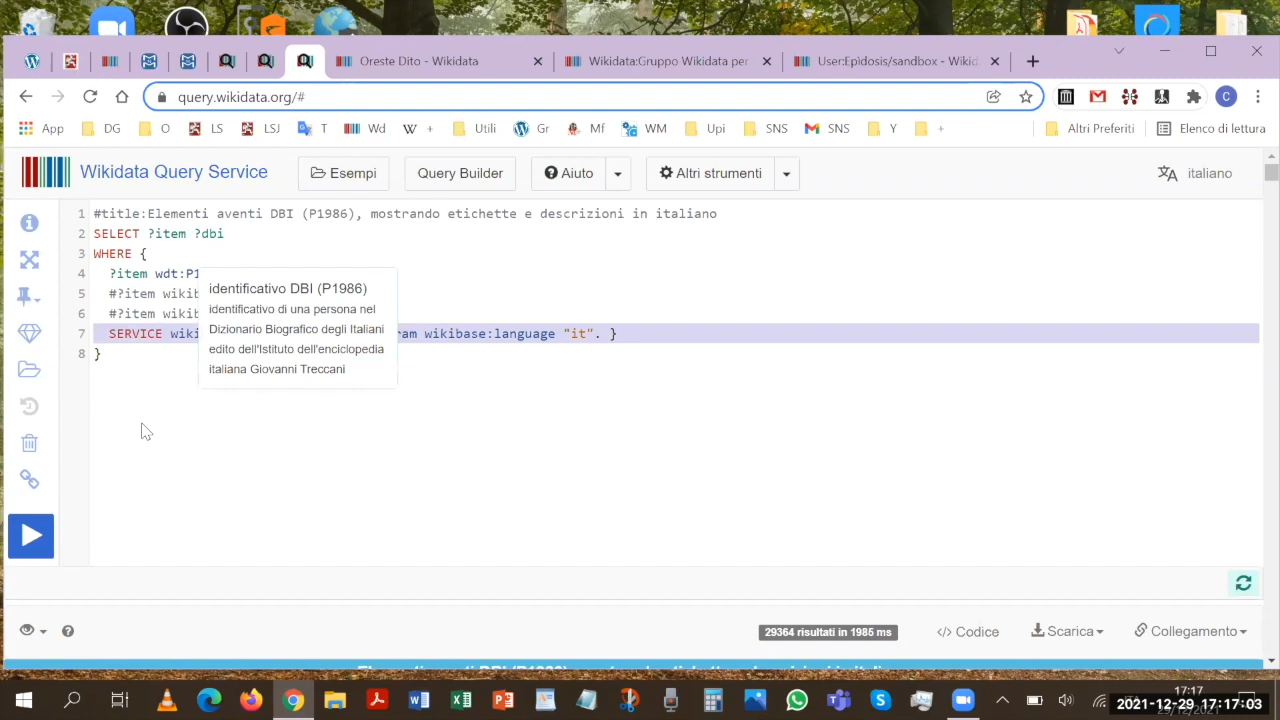 Oreste Dito - Wikidata
Wikidata:Gruppo Wikidata per
User:Epidosis/sandbox - Wikid
query.wikidata.org/#
App
DG
O
LS
LSJ
T
Wd
+
Utili
Gr
Mf
WM
Upi
SNS
SNS
Y
+
Altri Preferiti
Elenco di lettura
Wikidata Query Service
Esempi
Query Builder
Aiuto
Altri strumenti
italiano
1 #title:Elementi aventi DBI (P1986), mostrando etichette e descrizioni in italiano
2 SELECT ?item ?dbi
3 WHERE {
4 ?item wdt:P1
5 #?item wikib
6 #?item wikib
7 SERVICE wiki ram wikibase:language "it". }
8 }
identificativo DBI (P1986)
identificativo di una persona nel
Dizionario Biografico degli Italiani
edito dell'Istituto dell'enciclopedia
italiana Giovanni Treccani
29364 risultati in 1985 ms
</> Codice
Scarica
Collegamento
17:17
2021-12-29 17:17:03